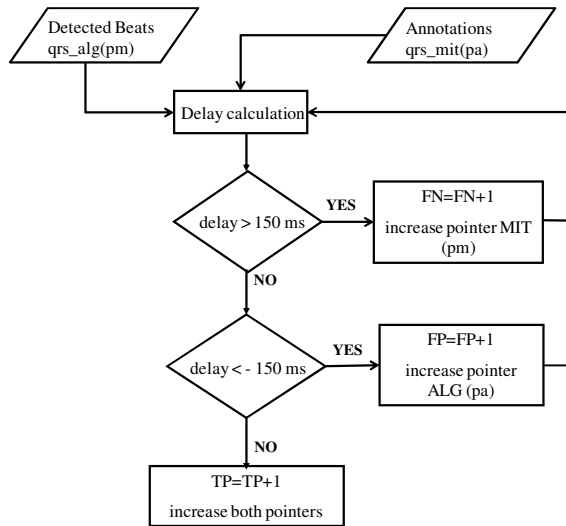 Detected Beats
qrs_alg(pm)
Annotations
qrs_mit(pa)
Delay calculation
delay > 150 ms
YES
FN=FN+1
increase pointer MIT
(pm)
NO
delay < - 150 ms
YES
FP=FP+1
increase pointer
ALG (pa)
NO
TP=TP+1
increase both pointers